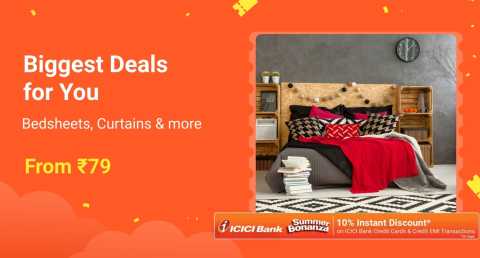 Biggest Deals
for You
Bedsheets, Curtains & more
From ₹79
ICICI Bank
Summer
Bonanza
10% Instant Discount*
on ICICI Bank Credit Cards & Credit EMI Transactions